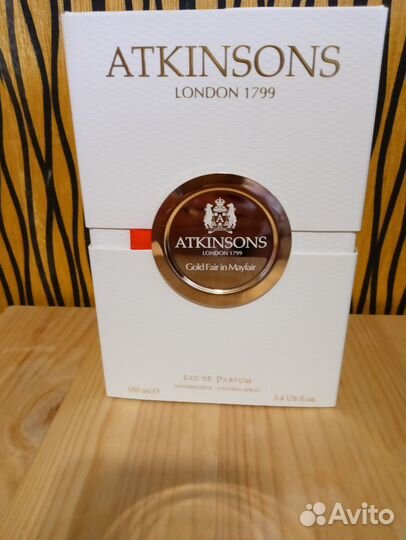 ATKINSONS
LONDON 1799
A
ATKINSONS
LONDON 1799
Gold Fair in Mayfair
EAU DE PARFUM
VAPORISATEUR - NATURAL SPRAY
100 ml ℮
3.4 US fl. oz.
Avito